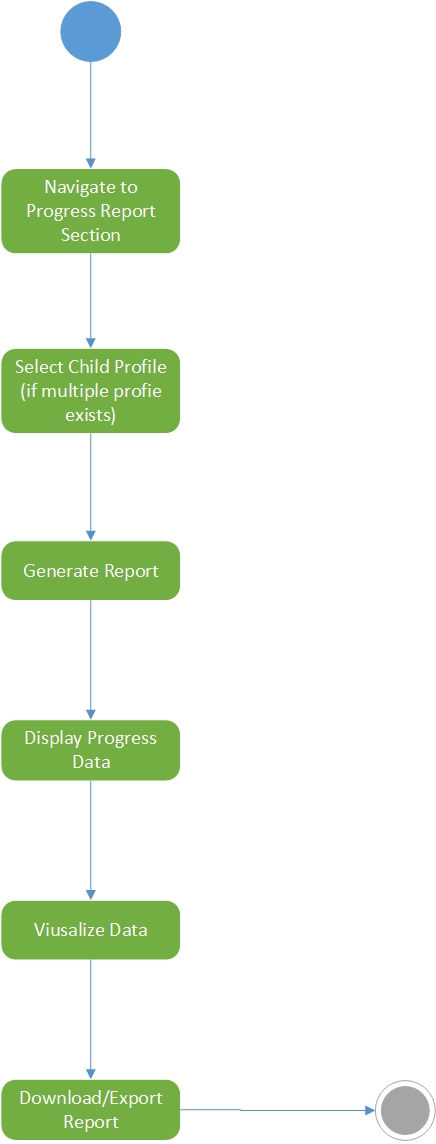 Navigate to
Progress Report
Section
Select Child Profile
(if multiple profie
exists)
Generate Report
Display Progress
Data
Viusalize Data
Download/Export
Report